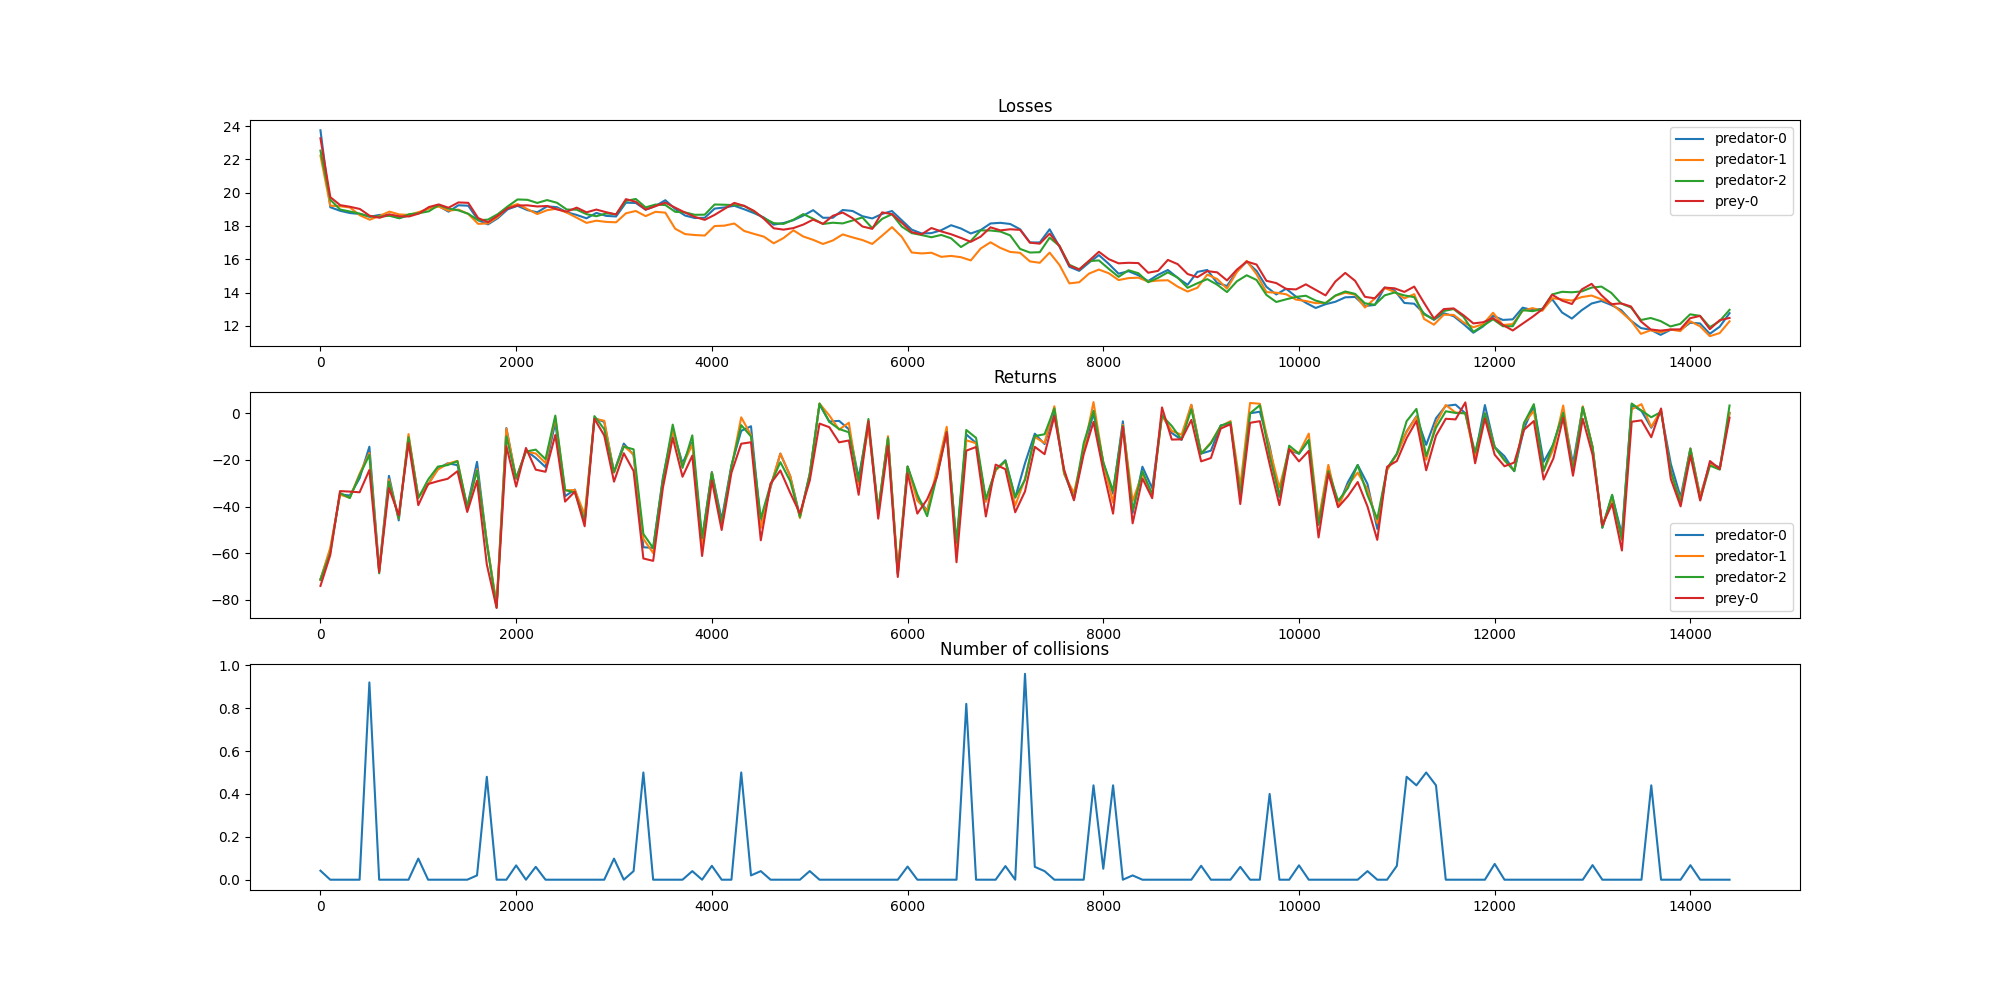 Losses
24
22
20
18
16
14
12
predator-0
predator-1
predator-2
prey-0
0 2000 4000 6000 8000 10000 12000 14000
Returns
0
−20
−40
−60
−80
predator-0
predator-1
predator-2
prey-0
0 2000 4000 6000 8000 10000 12000 14000
Number of collisions
1.0
0.8
0.6
0.4
0.2
0.0
0 2000 4000 6000 8000 10000 12000 14000